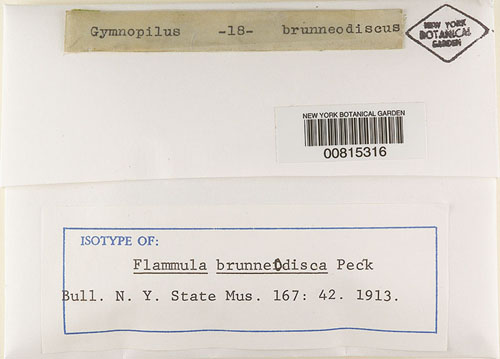 Gymnopilus -18- brunneodiscus
NEW YORK
BOTANICAL
GARDEN
NEW YORK BOTANICAL GARDEN
00815316
ISOTYPE OF:
Flammula brunneodisca Peck
Bull. N. Y. State Mus. 167: 42. 1913.